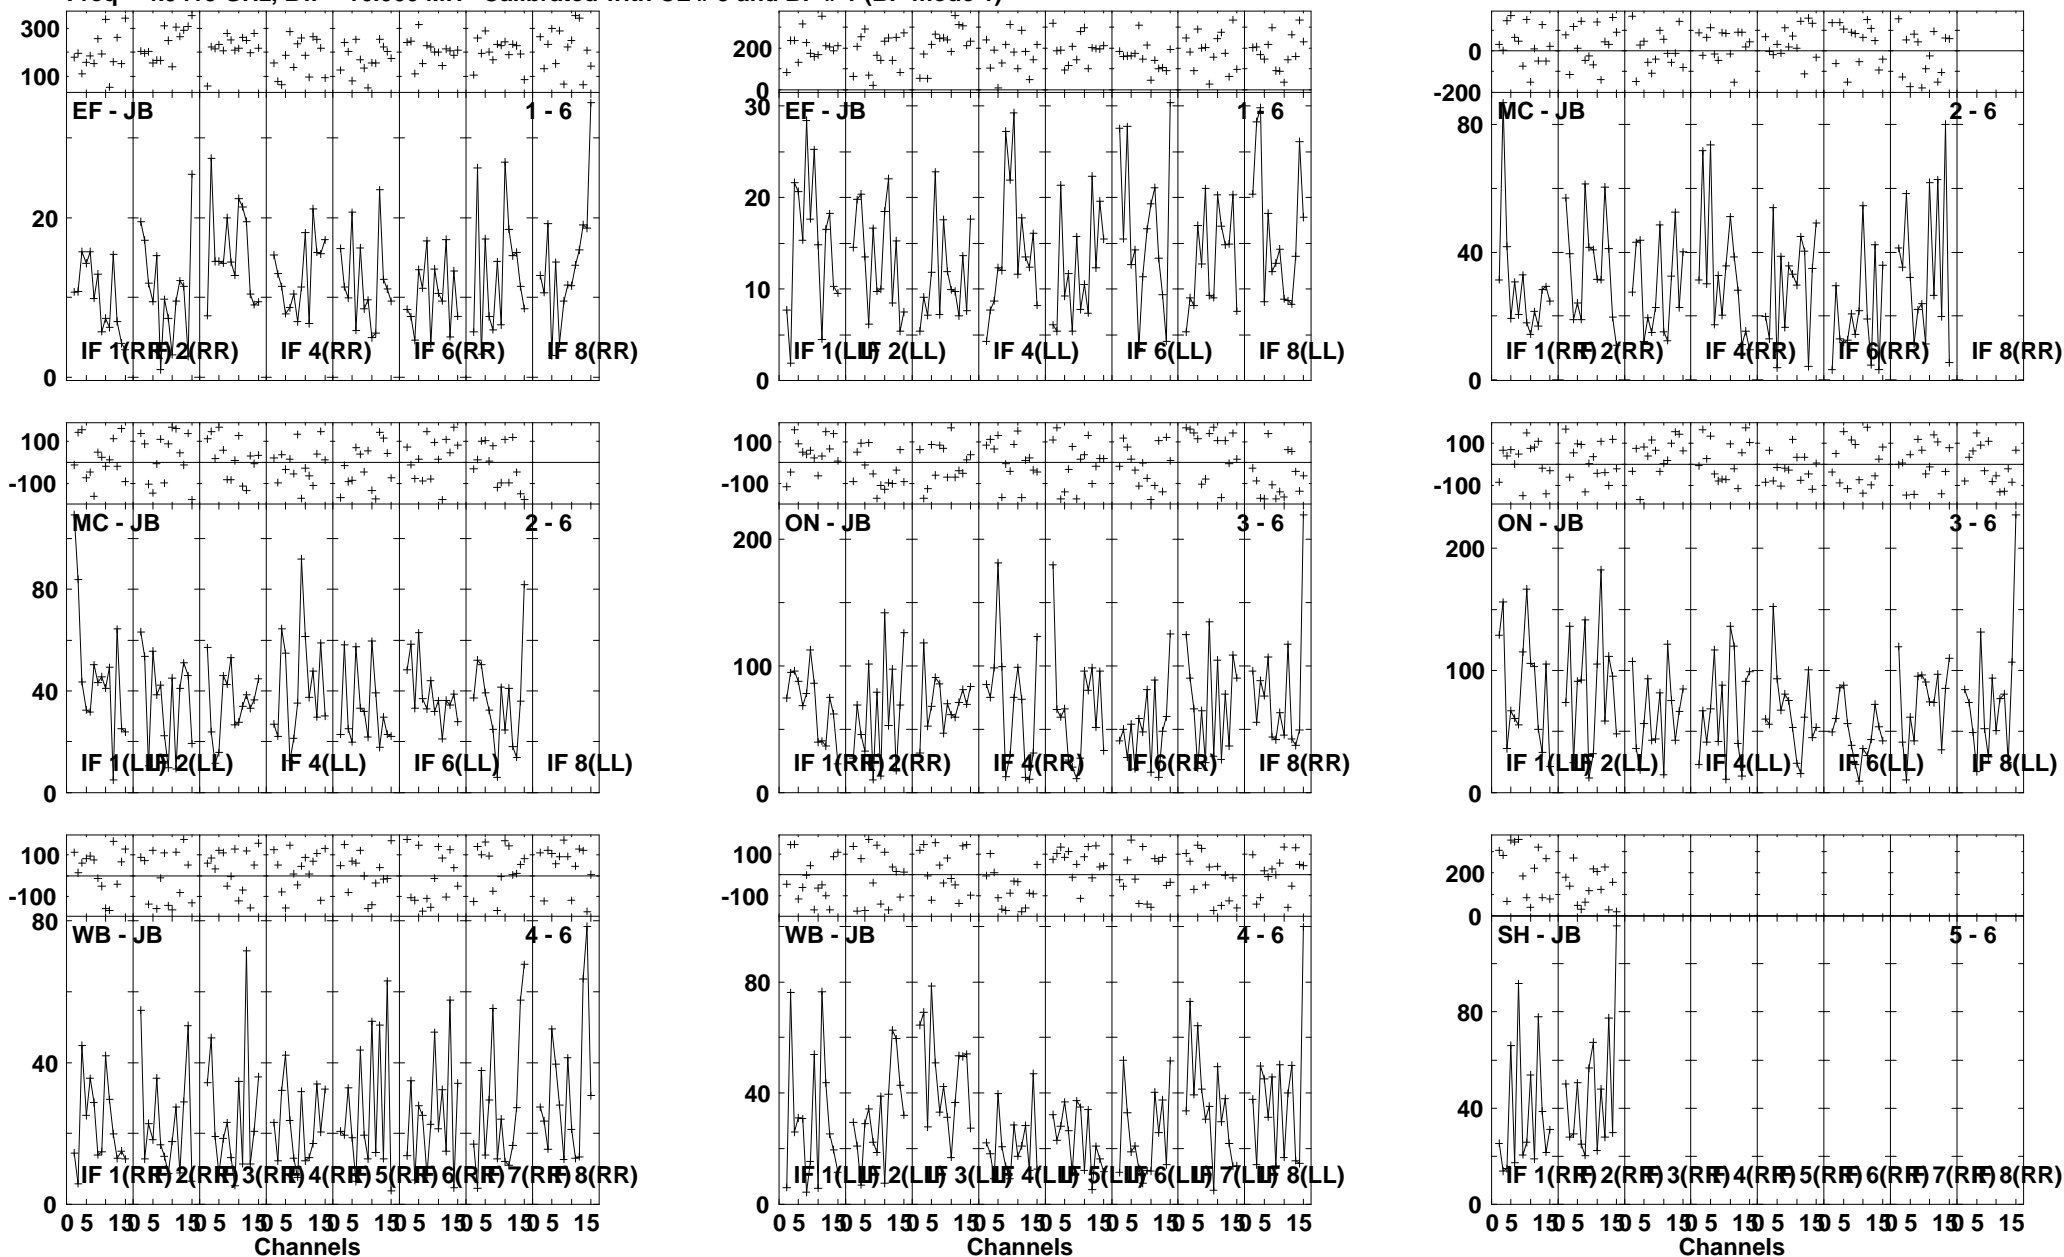 Freq GHz, Calibrated with and
300 100 200 0 0 -200
EF - JB 1 - 6 EF - JB 1 - 6 MC - JB 2 - 6
30 80
20 20 40
10
IF 1(RR) IF 2(RR) IF 4(RR) IF 6(RR) IF 8(RR) IF 1(LL) IF 2(LL) IF 4(LL) IF 6(LL) IF 8(LL) IF 1(RR) IF 2(RR) IF 4(RR) IF 6(RR) IF 8(RR)
0 0 0
100 -100 100 -100 100 -100
MC - JB 2 - 6 ON - JB 3 - 6 ON - JB 3 - 6
80 200 200
40 100 100
IF 1(LL) IF 2(LL) IF 4(LL) IF 6(LL) IF 8(LL) IF 1(RR) IF 2(RR) IF 4(RR) IF 6(RR) IF 8(RR) IF 1(LL) IF 2(LL) IF 4(LL) IF 6(LL) IF 8(LL)
0 0 0
100 -100 100 -100 200 0
80
WB - JB 4 - 6 WB - JB 4 - 6 SH - JB 5 - 6
80 80
40 40 40
IF 1(RR) IF 2(RR) IF 3(RR) IF 4(RR) IF 5(RR) IF 6(RR) IF 7(RR) IF 8(RR) IF 1(LL) IF 2(LL) IF 3(LL) IF 4(LL) IF 5(LL) IF 6(LL) IF 7(LL) IF 8(LL) IF 1(RR) IF 2(RR) IF 3(RR) IF 4(RR) IF 5(RR) IF 6(RR) IF 7(RR) IF 8(RR)
0 0 0
0 5 15 0 5 15 0 5 15 0 5 15 0 5 15 0 5 15 0 5 15 0 5 15 0 5 15 0 5 15 0 5 15 0 5 15 0 5 15 0 5 15 0 5 15 0 5 15 0 5 15 0 5 15 0 5 15 0 5 15 0 5 15 0 5 15 0 5 15 0 5 15
Channels Channels Channels